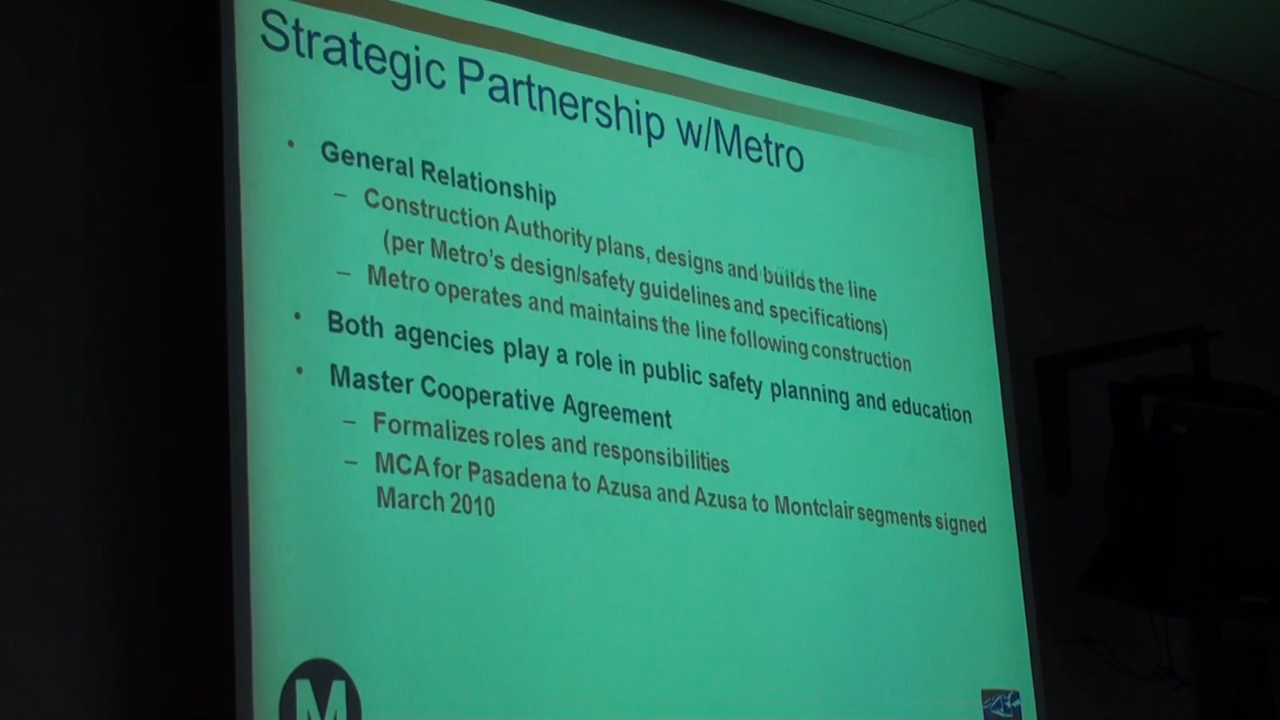 Strategic Partnership w/Metro
• General Relationship
– Construction Authority plans, designs and builds the line
(per Metro's design/safety guidelines and specifications)
– Metro operates and maintains the line following construction
• Both agencies play a role in public safety planning and education
• Master Cooperative Agreement
– Formalizes roles and responsibilities
– MCA for Pasadena to Azusa and Azusa to Montclair segments signed
March 2010
M